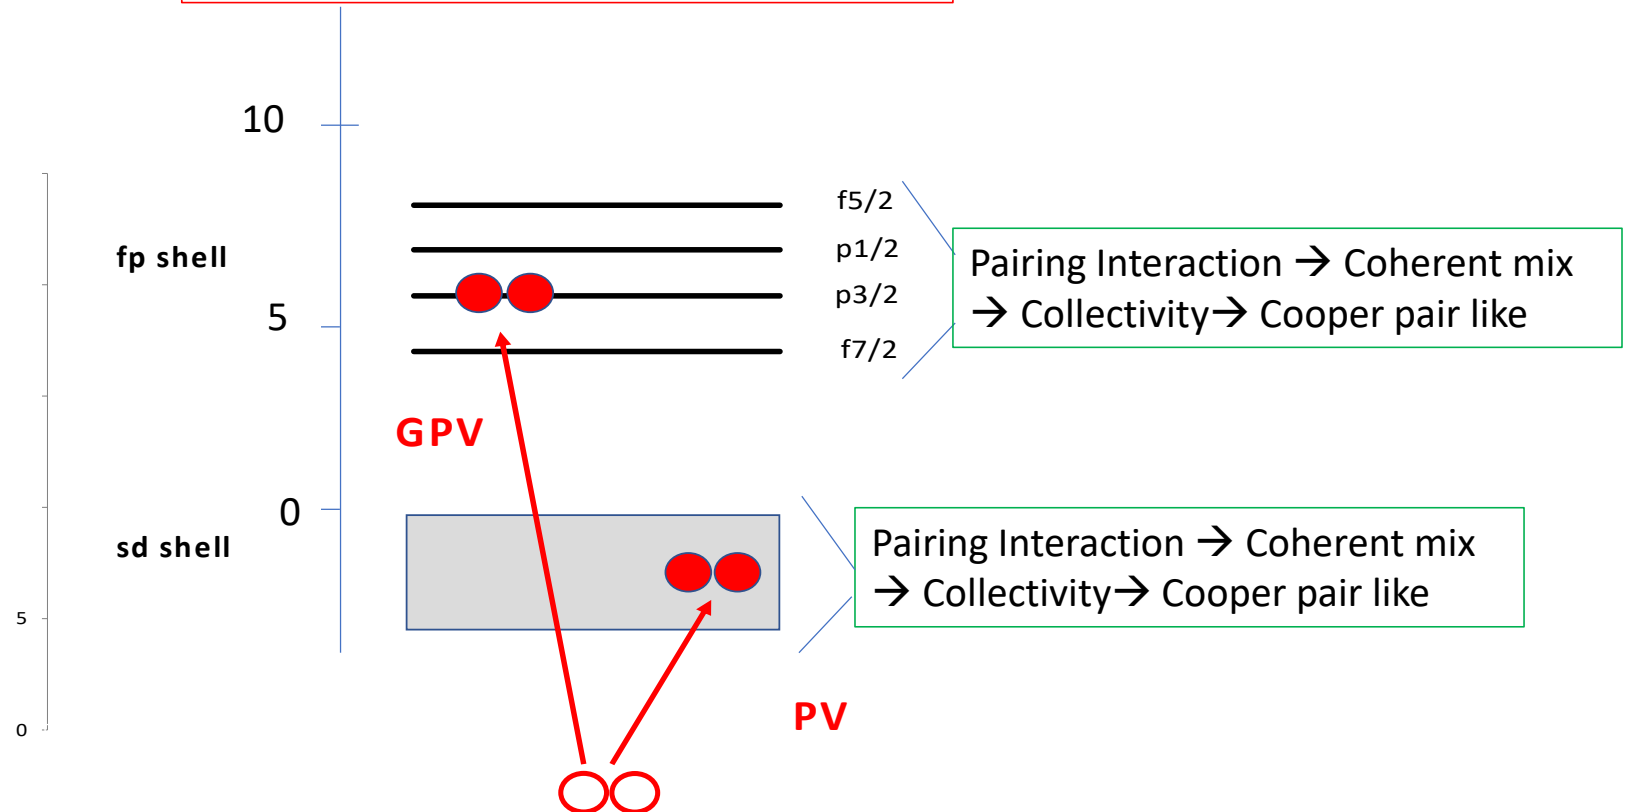 10
f5/2
fp shell
p1/2
Pairing Interaction → Coherent mix
→ Collectivity→ Cooper pair like
p3/2
5
f7/2
GPV
0
sd shell
Pairing Interaction → Coherent mix
→ Collectivity→ Cooper pair like
5
PV
0